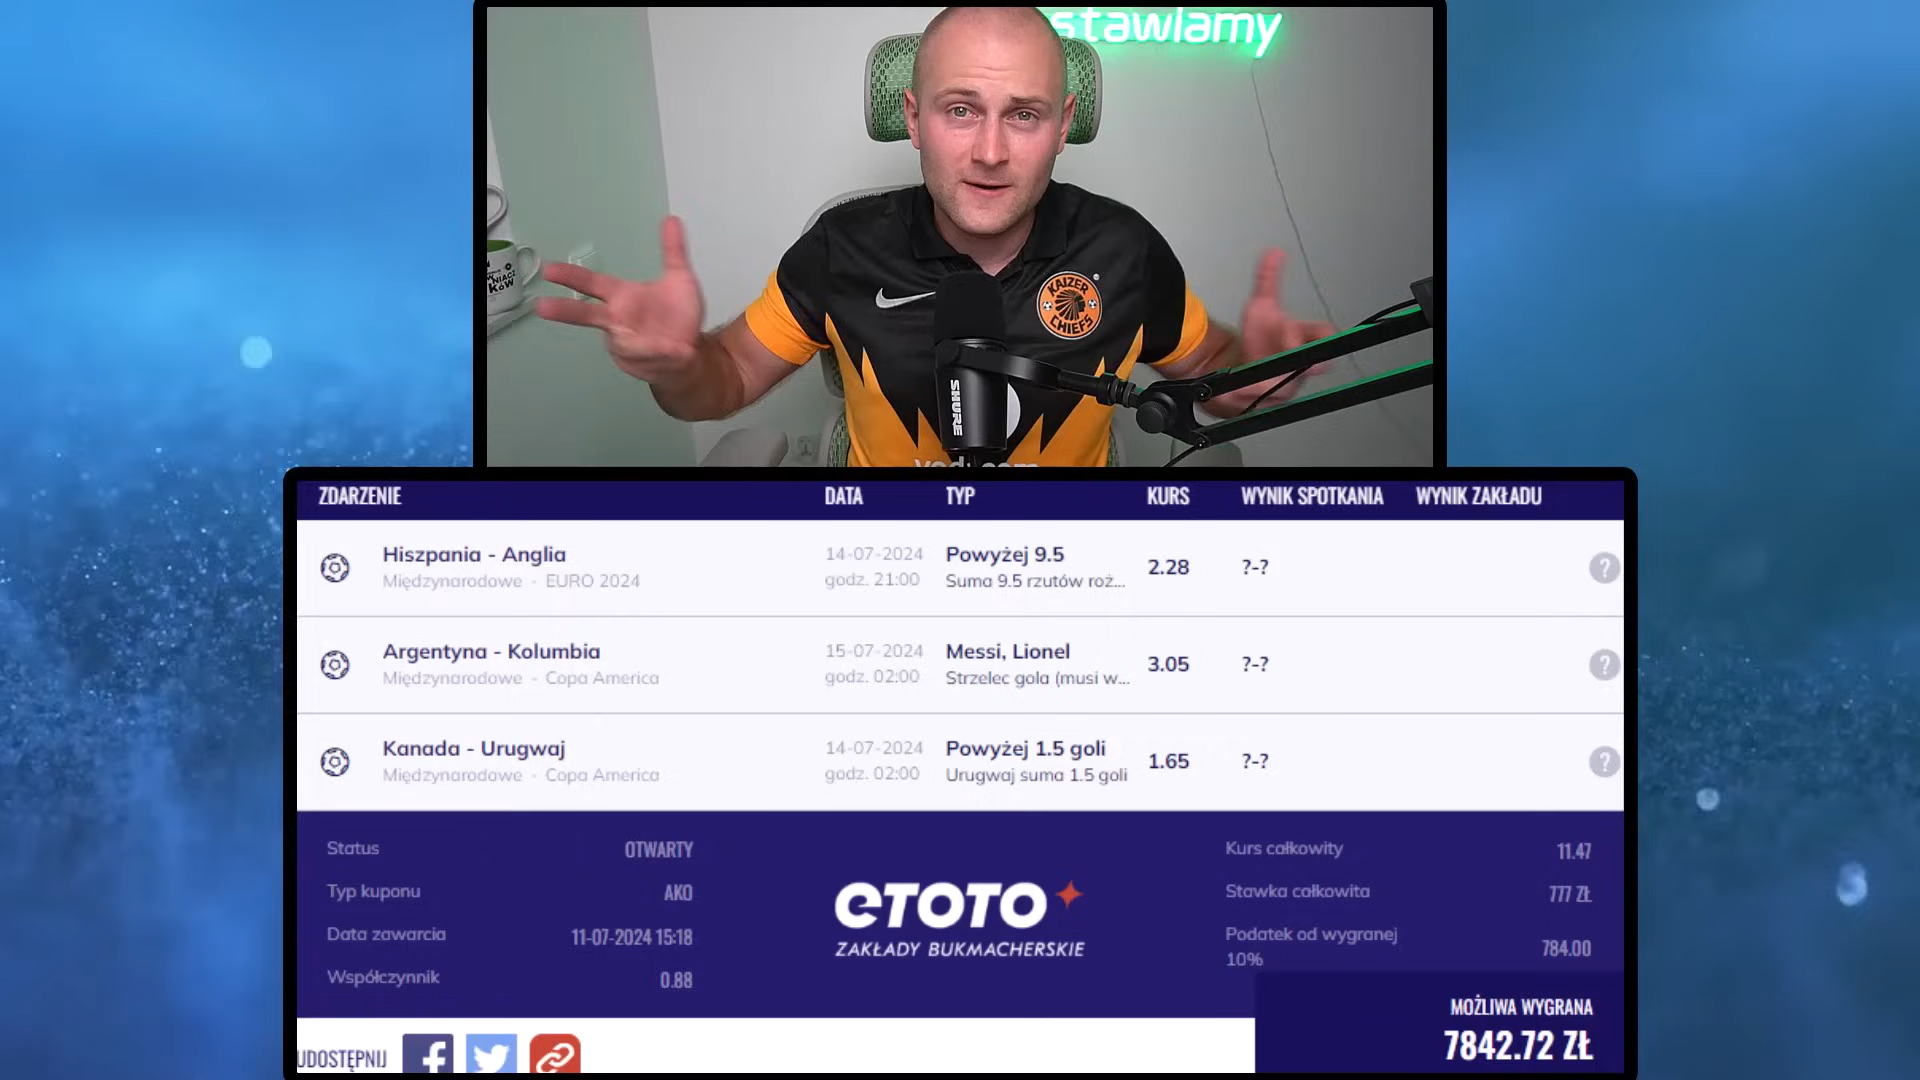 stawiamy
KAIZER
CHIEFS
SHURE
ZDARZENIE DATA TYP KURS WYNIK SPOTKANIA WYNIK ZAKŁADU
Hiszpania - Anglia 14-07-2024 Powyżej 9.5 2.28 ?-? ?
Międzynarodowe - EURO 2024 godz. 21:00 Suma 9.5 rzutów roż...
Argentyna - Kolumbia 15-07-2024 Messi, Lionel 3.05 ?-? ?
Międzynarodowe - Copa America godz. 02:00 Strzelec gola (musi w...
Kanada - Urugwaj 14-07-2024 Powyżej 1.5 goli 1.65 ?-? ?
Międzynarodowe - Copa America godz. 02:00 Urugwaj suma 1.5 goli
Status OTWARTY
Typ kuponu AKO
Data zawarcia 11-07-2024 15:18
Współczynnik 0.88
eTOTO
ZAKŁADY BUKMACHERSKIE
Kurs całkowity 11.47
Stawka całkowita 777 ZŁ
Podatek od wygranej
10% 784.00
MOŻLIWA WYGRANA
7842.72 ZŁ
UDOSTĘPNIJ